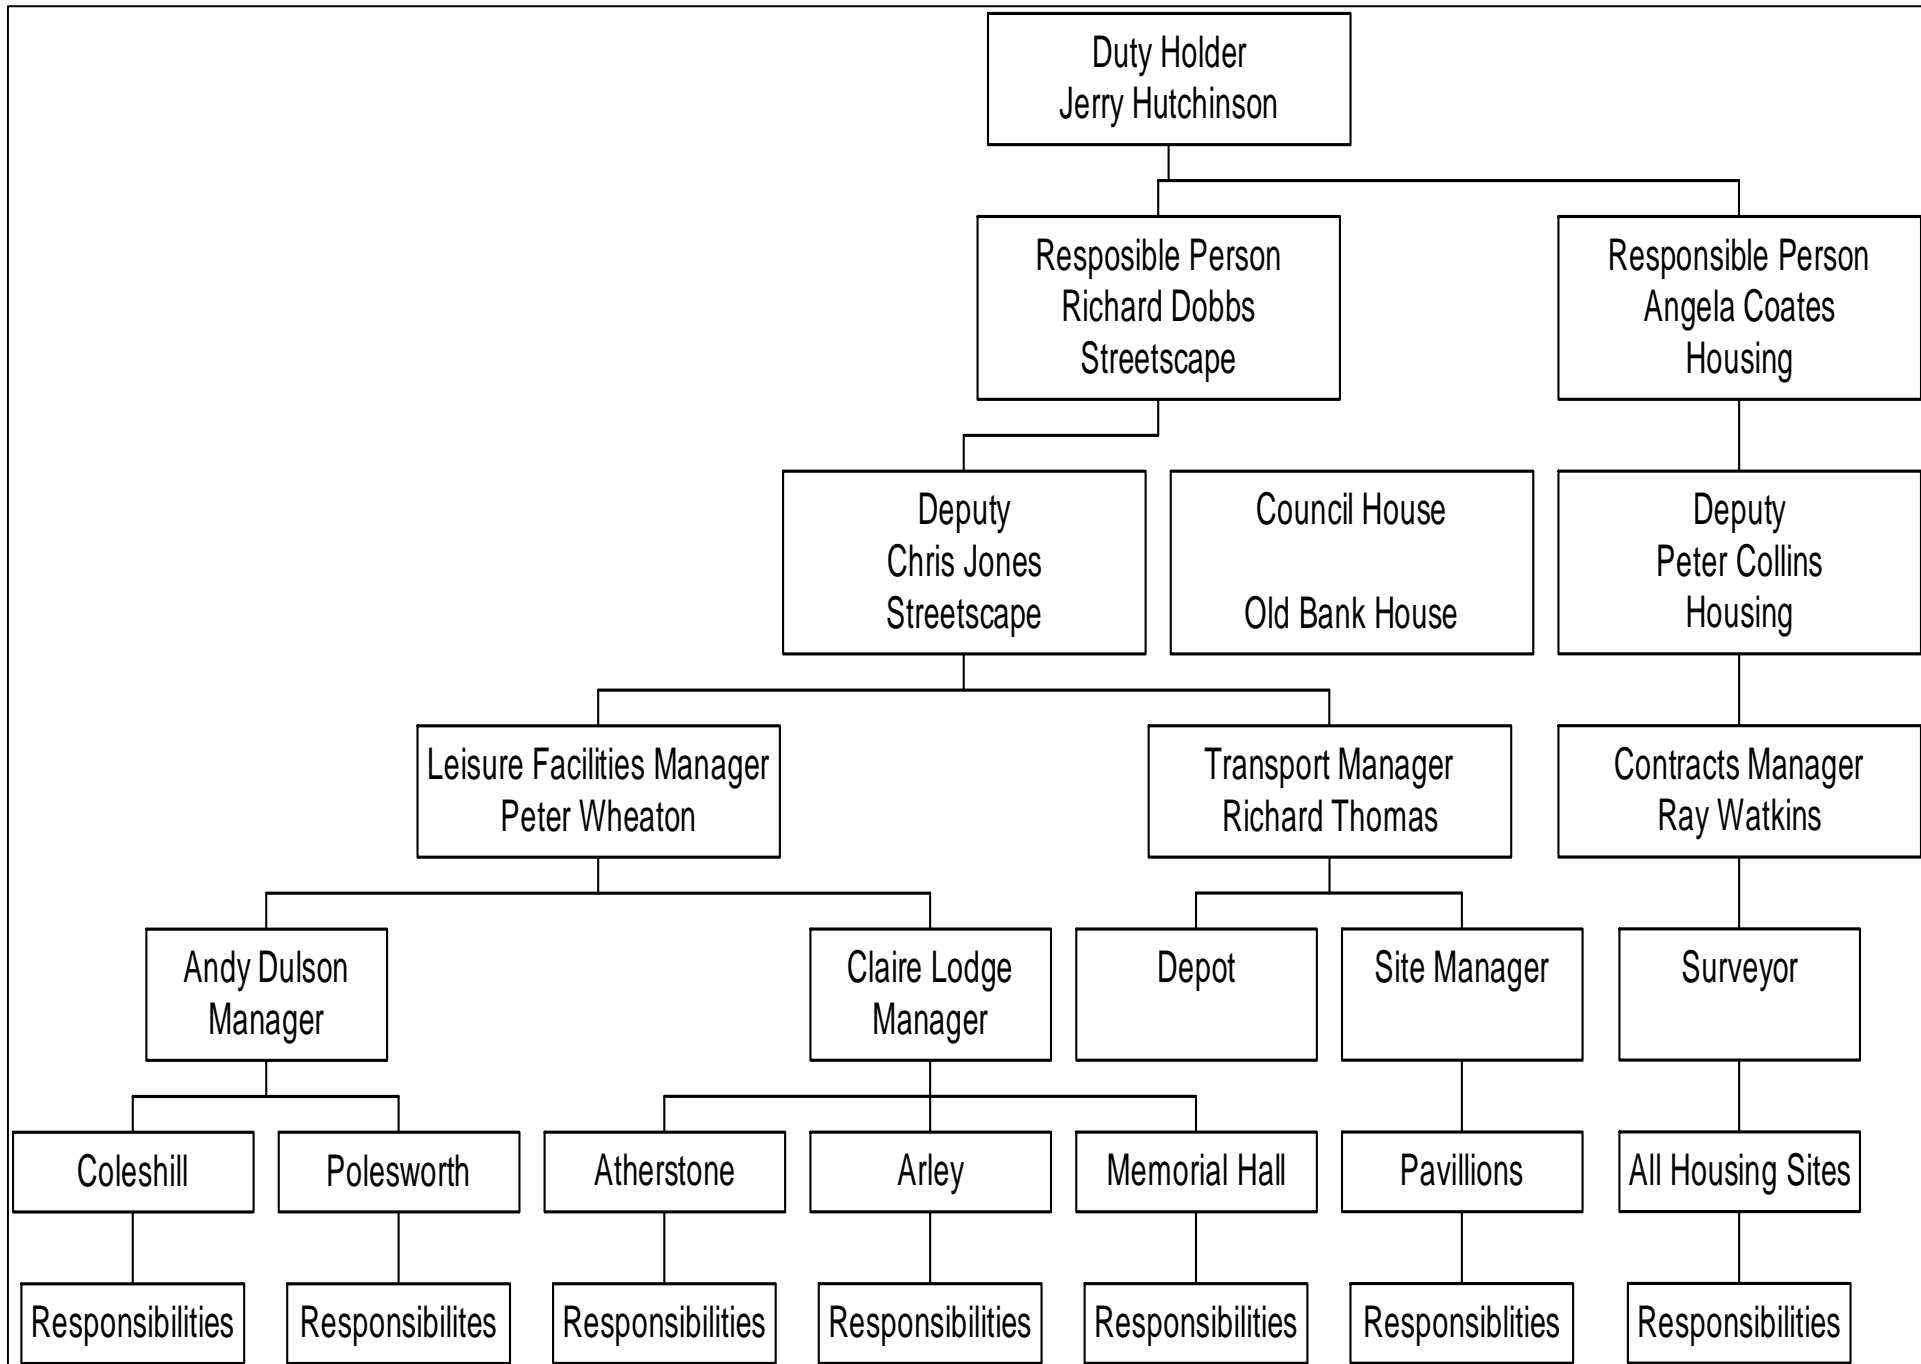 Duty Holder
Jerry Hutchinson
Resposible Person
Richard Dobbs
Streetscape
Responsible Person
Angela Coates
Housing
Deputy
Chris Jones
Streetscape
Council House
Old Bank House
Deputy
Peter Collins
Housing
Leisure Facilities Manager
Peter Wheaton
Transport Manager
Richard Thomas
Contracts Manager
Ray Watkins
Andy Dulson
Manager
Claire Lodge
Manager
Depot
Site Manager
Surveyor
Coleshill
Polesworth
Atherstone
Arley
Memorial Hall
Pavillions
All Housing Sites
Responsibilities
Responsibilites
Responsibilities
Responsibilities
Responsibilities
Responsiblities
Responsibilities